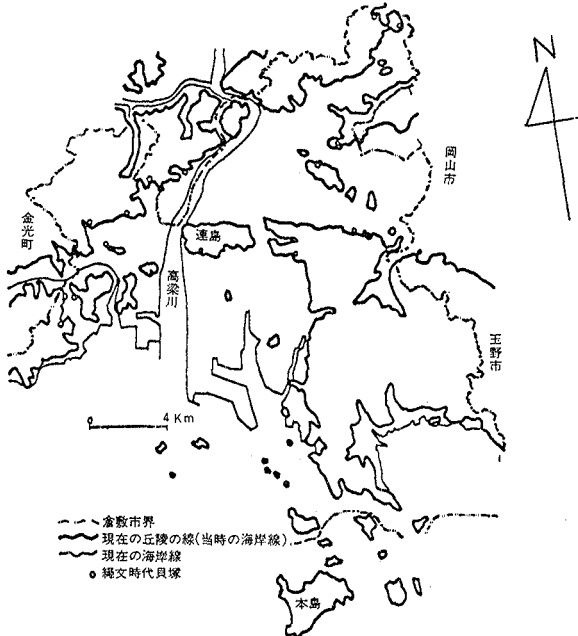 N
岡山市
金光町
連島
高梁川
玉野市
4 Km
倉敷市界
現在の丘陵の線(当時の海岸線)
現在の海岸線
縄文時代貝塚
本島